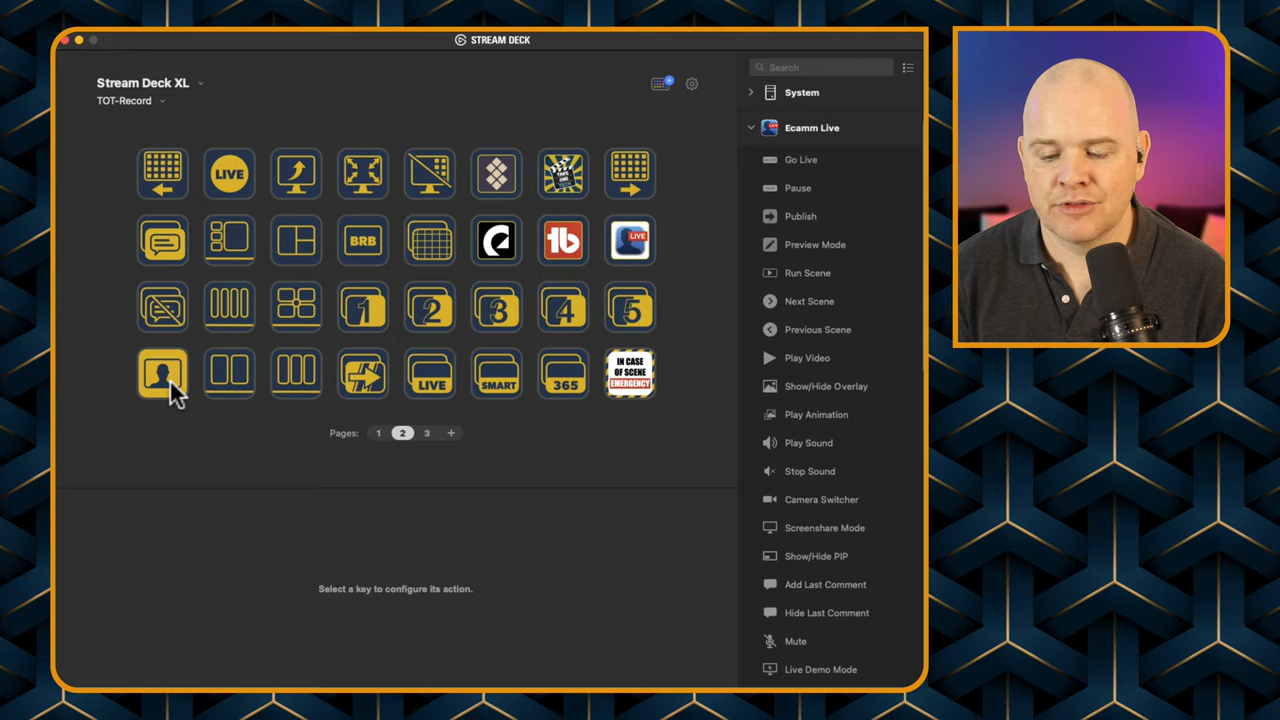 STREAM DECK
Stream Deck XL
TOT-Record
LIVE
TAKE ONE TECH
BRB
1b
LIVE
1
2
3
4
5
LIVE
SMART
365
IN CASE
OF SCENE
EMERGENCY
Pages: 1 2 3 +
Select a key to configure its action.
Search
System
Ecamm Live
Go Live
Pause
Publish
Preview Mode
Run Scene
Next Scene
Previous Scene
Play Video
Show/Hide Overlay
Play Animation
Play Sound
Stop Sound
Camera Switcher
Screenshare Mode
Show/Hide PIP
Add Last Comment
Hide Last Comment
Mute
Live Demo Mode